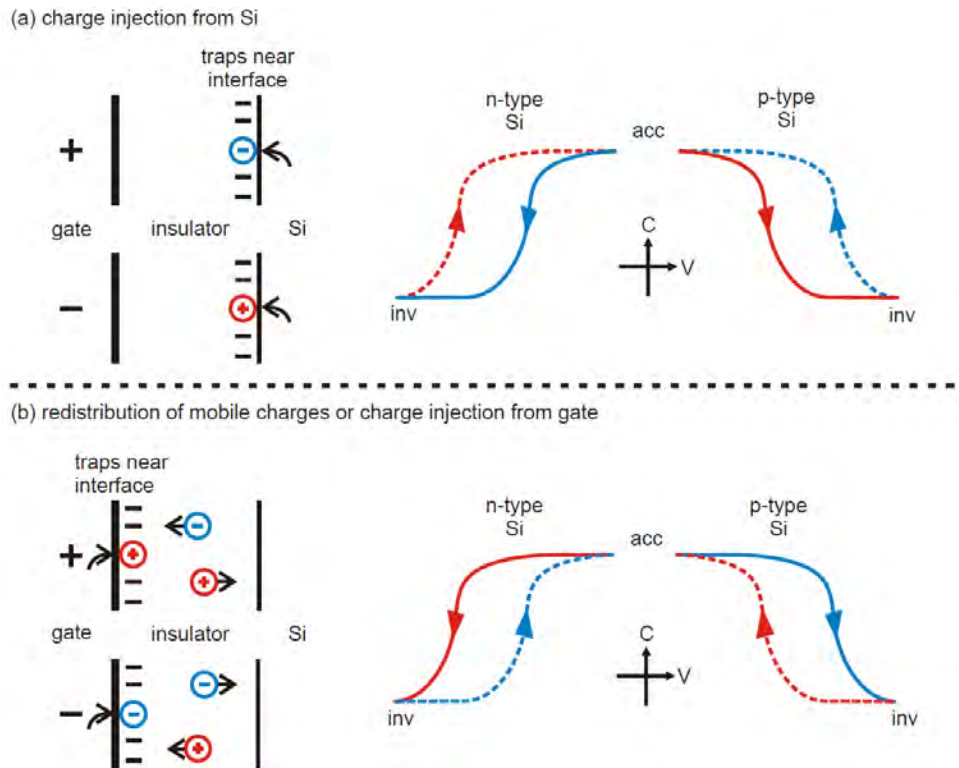 (a) charge injection from Si
traps near
interface
+
−
gate
insulator
Si
−
+
n-type
Si
acc
p-type
Si
C
V
inv
inv
(b) redistribution of mobile charges or charge injection from gate
traps near
interface
+
−
+
+
gate
insulator
Si
−
−
−
+
n-type
Si
acc
p-type
Si
C
V
inv
inv